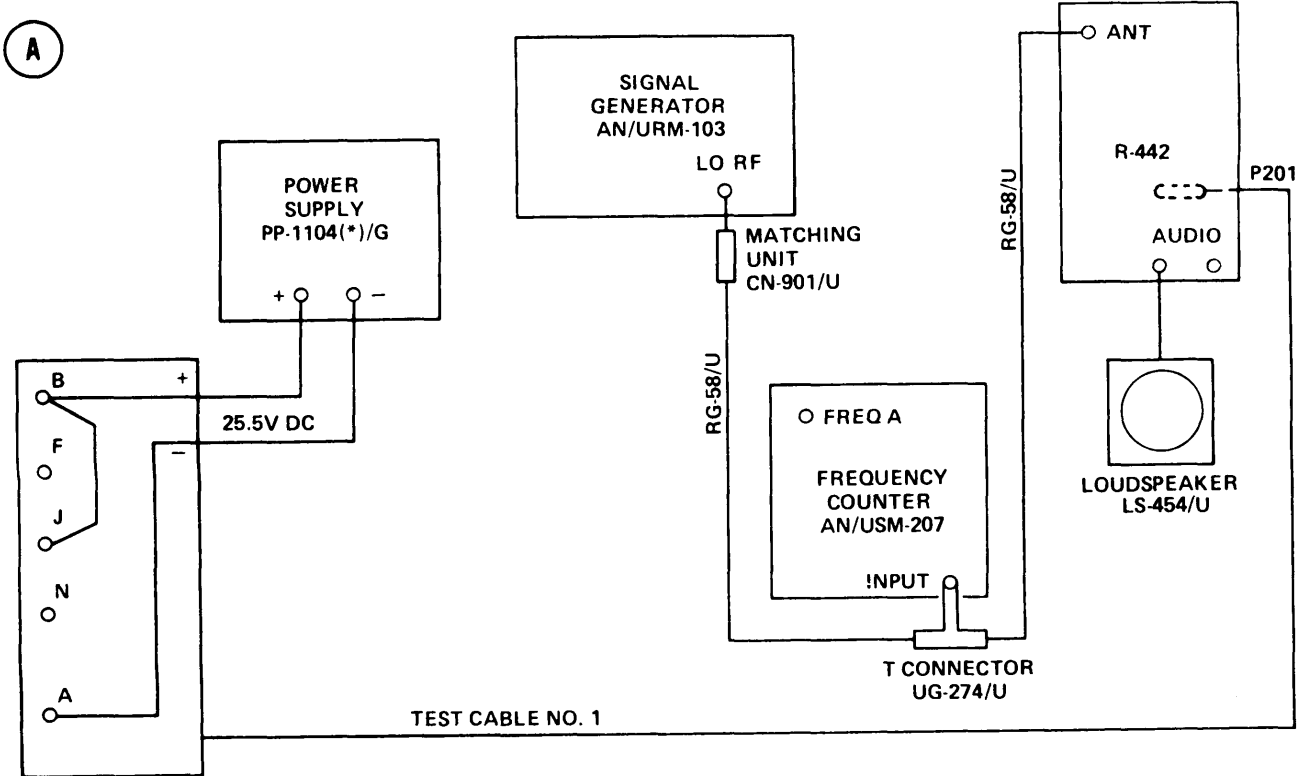 A
SIGNAL
GENERATOR
AN/URM-103
LO RF
MATCHING
UNIT
CN-901/U
POWER
SUPPLY
PP-1104(*)/G
+
−
B
+
25.5V DC
−
F
J
N
A
TEST CABLE NO. 1
RG-58/U
FREQ A
FREQUENCY
COUNTER
AN/USM-207
!NPUT
T CONNECTOR
UG-274/U
RG-58/U
ANT
R-442
P201
AUDIO
LOUDSPEAKER
LS-454/U